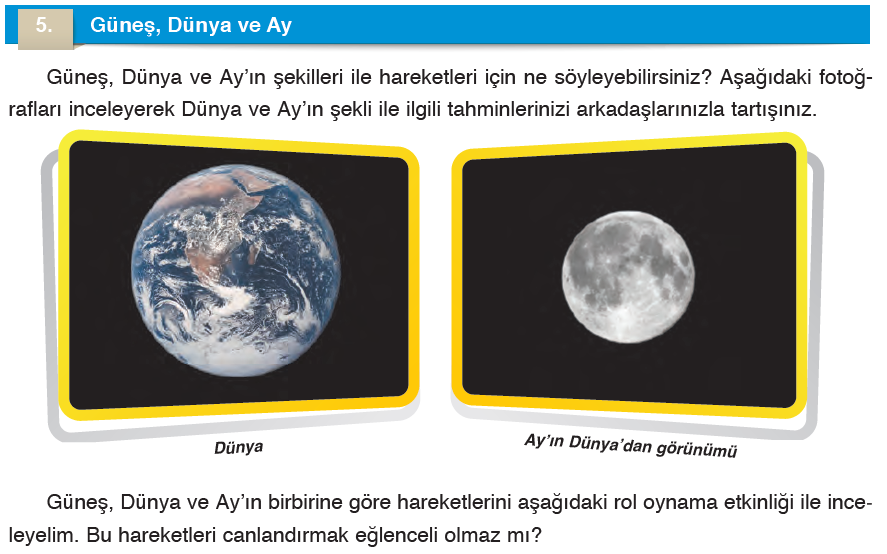 5. Güneş, Dünya ve Ay
Güneş, Dünya ve Ay’ın şekilleri ile hareketleri için ne söyleyebilirsiniz? Aşağıdaki fotoğ-
rafları inceleyerek Dünya ve Ay’ın şekli ile ilgili tahminlerinizi arkadaşlarınızla tartışınız.
Dünya
Ay’ın Dünya’dan görünümü
Güneş, Dünya ve Ay’ın birbirine göre hareketlerini aşağıdaki rol oynama etkinliği ile ince-
leyelim. Bu hareketleri canlandırmak eğlenceli olmaz mı?